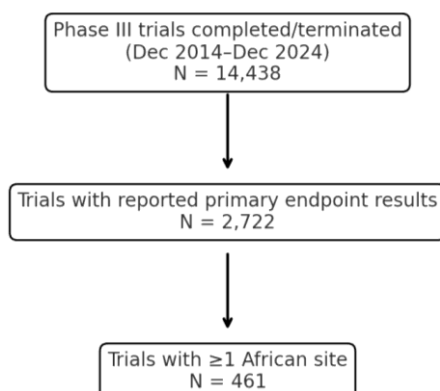 Phase III trials completed/terminated
(Dec 2014–Dec 2024)
N = 14,438
Trials with reported primary endpoint results
N = 2,722
Trials with ≥1 African site
N = 461